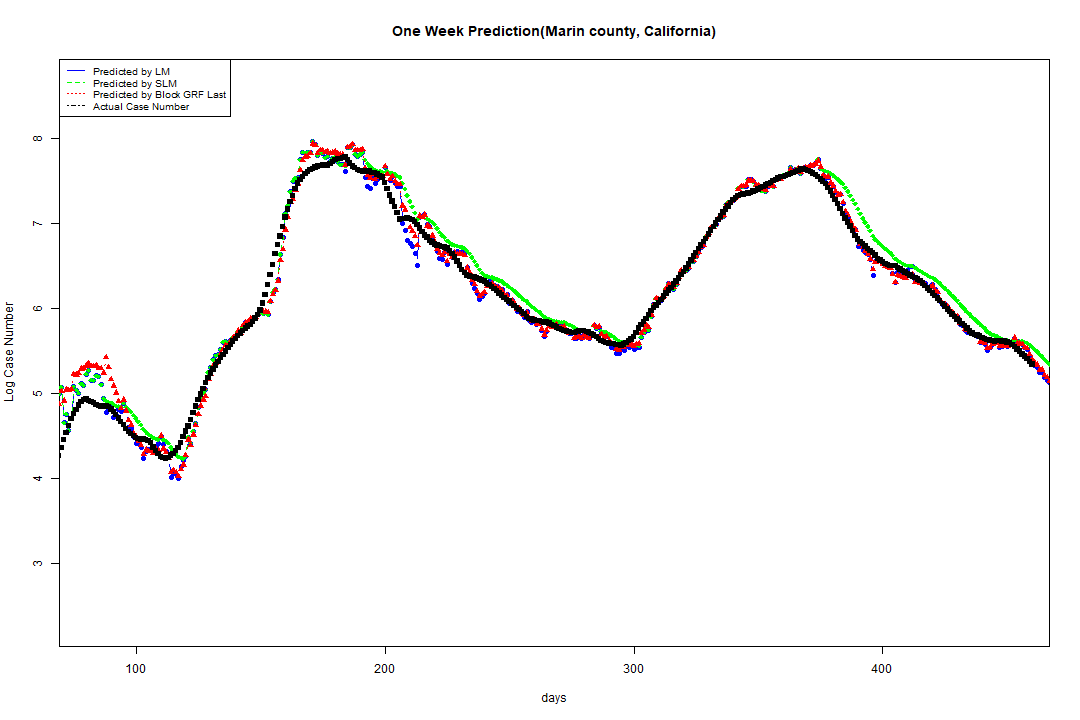 One Week Prediction(Marin county, California)
Predicted by LM
Predicted by SLM
Predicted by Block GRF Last
Actual Case Number
8
7
6
5
4
3
Log Case Number
100 200 300 400
days